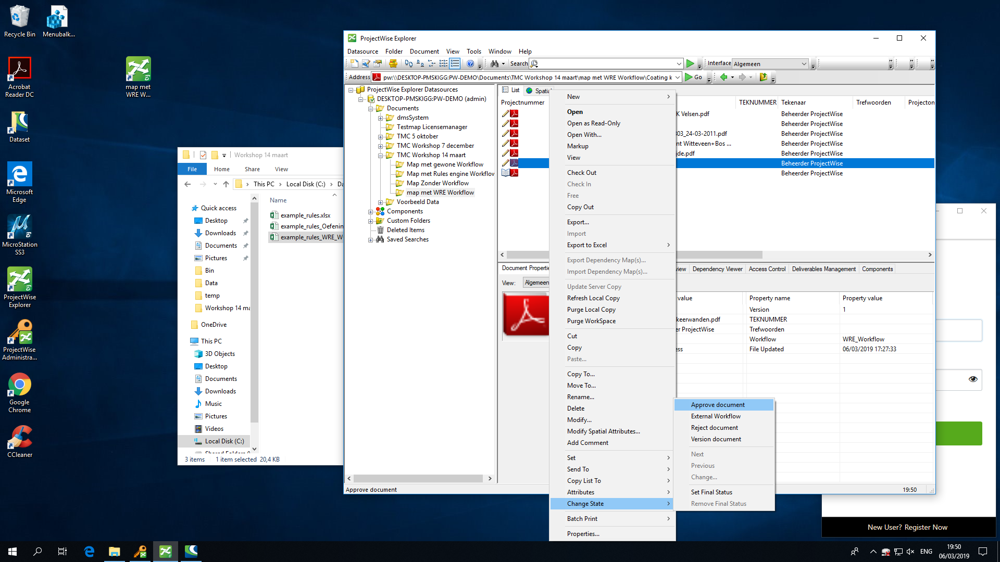 Recycle Bin
Menubalk...
Acrobat
Reader DC
map met
WRE W...
Dataset
Microsoft
Edge
MicroStation
SS3
ProjectWise
Explorer
ProjectWise
Administra...
Google
Chrome
CCleaner
Workshop 14 maart
File Home Share View
This PC Local Disk (C:) Da
Name
Quick access
Desktop
Downloads
Documents
Pictures
Bin
Data
temp
Workshop 14 ma
OneDrive
This PC
3D Objects
Desktop
Documents
Downloads
Music
Pictures
Videos
Local Disk (C:)
example_rules.xlsx
example_rules_Oefenin
example_rules_WRE_W
3 items 1 item selected 20,4 KB
ProjectWise Explorer
Datasource Folder Document View Tools Window Help
Search
Interface Algemeen
Address pw:\\DESKTOP-PMSKIGG:PW-DEMO\Documents\TMC Workshop 14 maart\map met WRE Workflow\Coating k Go
ProjectWise Explorer Datasources
DESKTOP-PMSKIGG:PW-DEMO (admin)
Documents
dmsSystem
Testmap Licensemanager
TMC 5 oktober
TMC Workshop 7 december
TMC Workshop 14 maart
Map met gewone Workflow
Map met Rules engine Workflow
Map Zonder Workflow
map met WRE Workflow
Voorbeeld Data
Components
Custom Folders
Deleted Items
Saved Searches
List Spatia
Projectnummer TEKNUMMER Tekenaar Trefwoorden Projecton
K Velsen.pdf Beheerder ProjectWise
Beheerder ProjectWise
303_24-03-2011.pdf Beheerder ProjectWise
nt Witteveen+Bos ... Beheerder ProjectWise
jde.pdf Beheerder ProjectWise
Beheerder ProjectWise
Beheerder ProjectWise
New
Open
Open as Read-Only
Open With...
Markup
View
Check Out
Check In
Free
Copy Out
Export...
Import
Export to Excel
Export Dependency Map(s)...
Import Dependency Map(s)...
Update Server Copy
Refresh Local Copy
Purge Local Copy
Purge WorkSpace
Cut
Copy
Paste...
Copy To...
Move To...
Rename...
Delete
Modify...
Modify Spatial Attributes...
Add Comment
Set
Send To
Copy List To
Attributes
Change State
Batch Print
Properties...
Approve document
External Workflow
Reject document
Version document
Next
Previous
Change...
Set Final Status
Remove Final Status
Document Propertie view Dependency Viewer Access Control Deliverables Management Components
View: Algemeen
value Property name Property value
Version 1
keerwanden.pdf TEKNUMMER
er ProjectWise Trefwoorden
Workflow WRE_Workflow
ess File Updated 06/03/2019 17:27:33
Approve document
19:50
New User? Register Now
ENG
19:50
06/03/2019